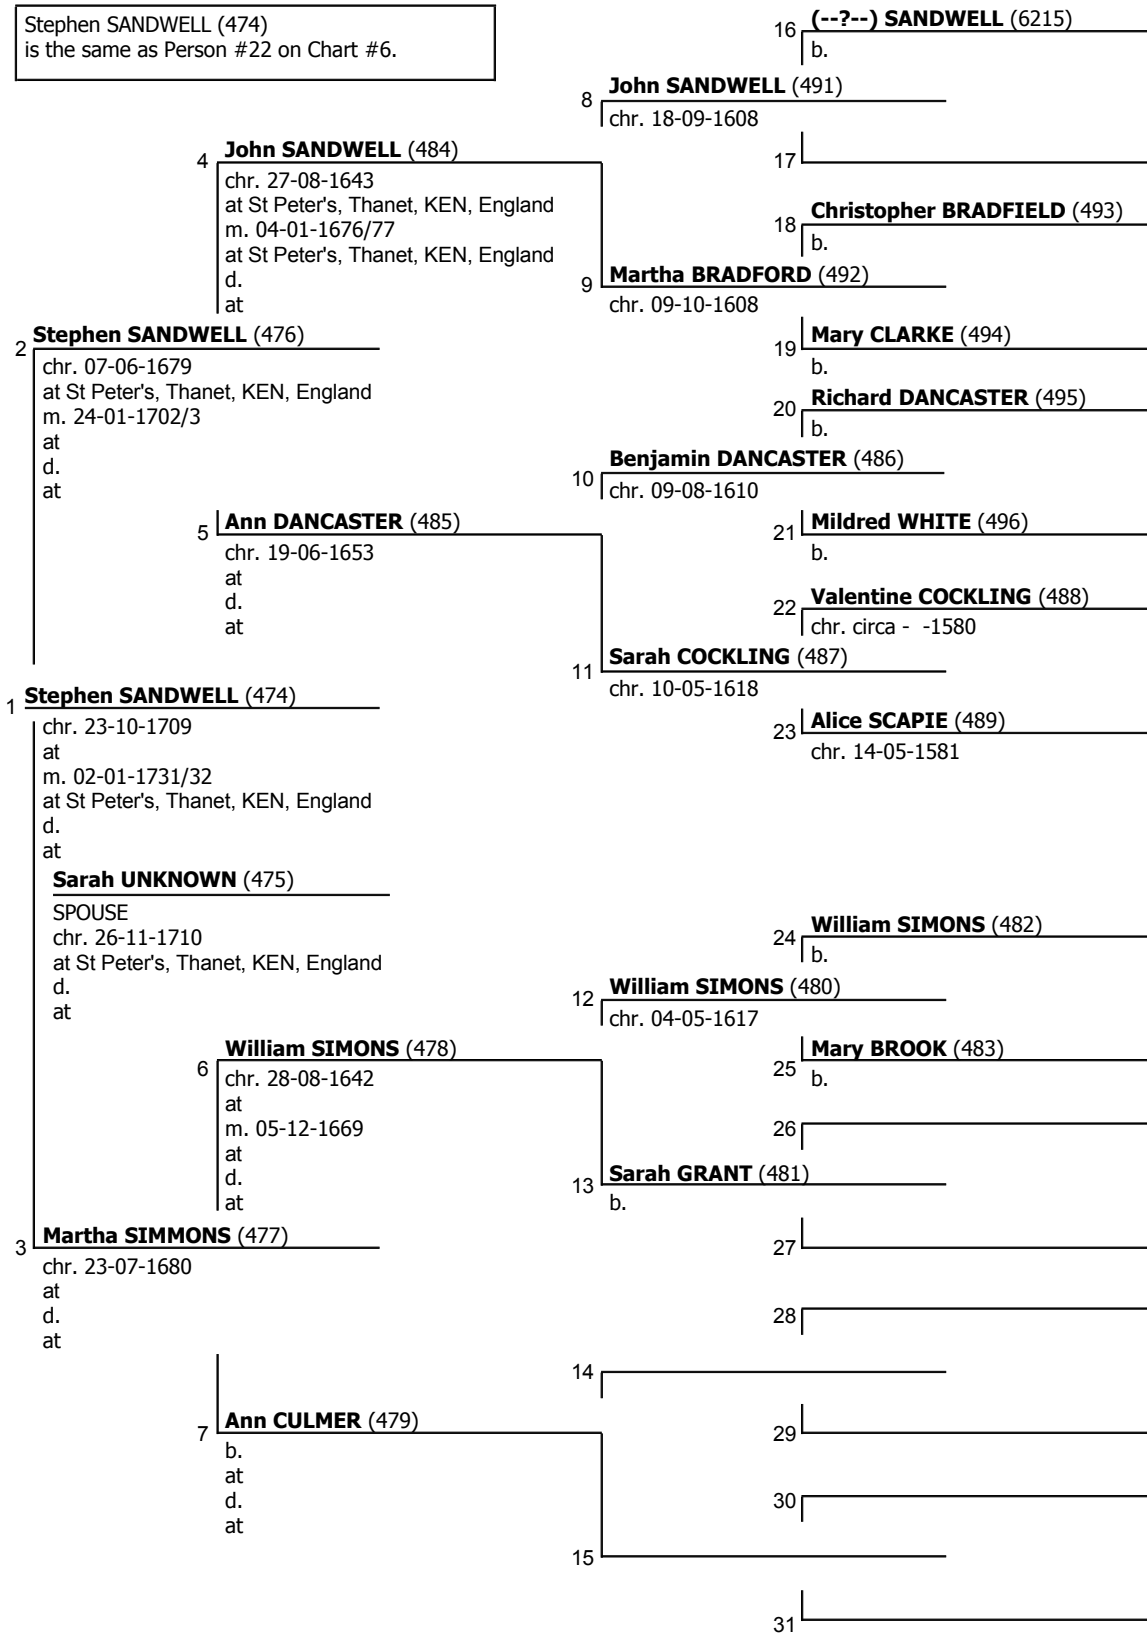 Stephen SANDWELL (474)
is the same as Person #22 on Chart #6.
16 (--?--) SANDWELL (6215)
b.
8 John SANDWELL (491)
chr. 18-09-1608
17
4 John SANDWELL (484)
chr. 27-08-1643
at St Peter's, Thanet, KEN, England
m. 04-01-1676/77
at St Peter's, Thanet, KEN, England
d.
at
18 Christopher BRADFIELD (493)
b.
9 Martha BRADFORD (492)
chr. 09-10-1608
19 Mary CLARKE (494)
b.
2 Stephen SANDWELL (476)
chr. 07-06-1679
at St Peter's, Thanet, KEN, England
m. 24-01-1702/3
at
d.
at
20 Richard DANCASTER (495)
b.
10 Benjamin DANCASTER (486)
chr. 09-08-1610
21 Mildred WHITE (496)
b.
5 Ann DANCASTER (485)
chr. 19-06-1653
at
d.
at
22 Valentine COCKLING (488)
chr. circa - -1580
11 Sarah COCKLING (487)
chr. 10-05-1618
23 Alice SCAPIE (489)
chr. 14-05-1581
1 Stephen SANDWELL (474)
chr. 23-10-1709
at
m. 02-01-1731/32
at St Peter's, Thanet, KEN, England
d.
at
Sarah UNKNOWN (475)
SPOUSE
chr. 26-11-1710
at St Peter's, Thanet, KEN, England
d.
at
24 William SIMONS (482)
b.
12 William SIMONS (480)
chr. 04-05-1617
25 Mary BROOK (483)
b.
6 William SIMONS (478)
chr. 28-08-1642
at
m. 05-12-1669
at
d.
at
26
13 Sarah GRANT (481)
b.
27
3 Martha SIMMONS (477)
chr. 23-07-1680
at
d.
at
28
14
29
7 Ann CULMER (479)
b.
at
d.
at
30
15
31